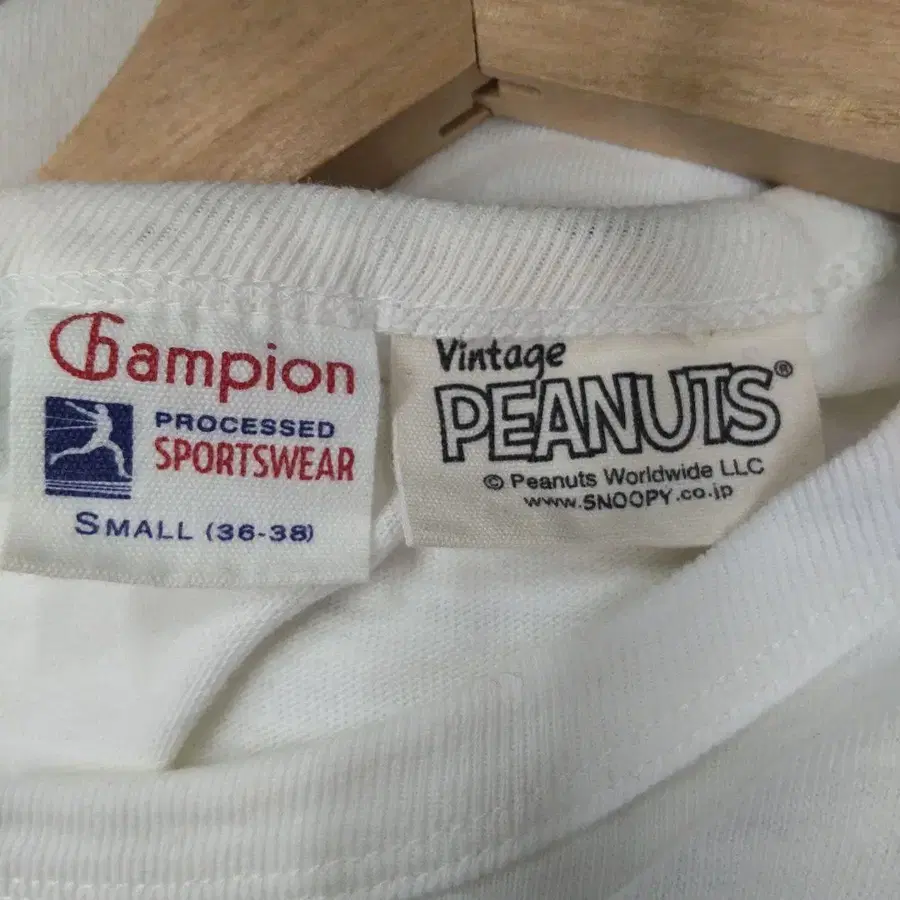 Champion
PROCESSED
SPORTSWEAR
SMALL (36-38)
Vintage
PEANUTS®
© Peanuts Worldwide LLC
www.SNOOPY.co.jp